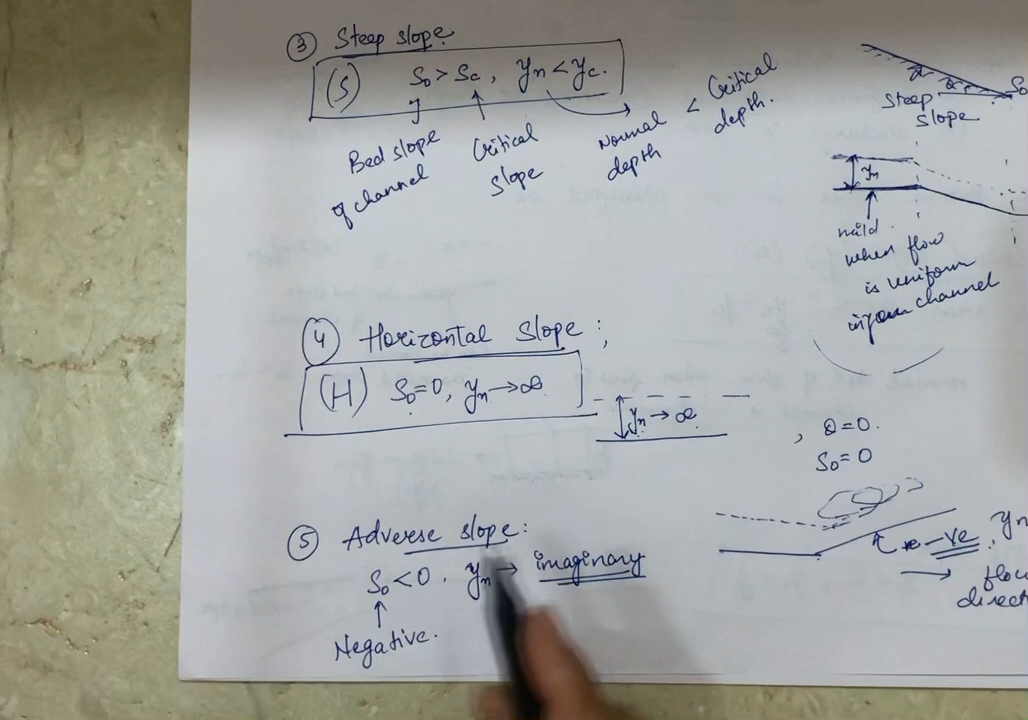 ③ Steep slope
(S) S₀ > Sc, yn < yc.
Bed slope of channel
Critical Slope
Normal depth < Critical depth.
Steep slope
S₀
yn
mild
when flow
is uniform
channel
④ Horizontal slope:
(H) S₀=0, yn→∞
yn→∞
, Q=0.
S₀=0
⑤ Adverse slope:
S₀<0. yn → imaginary
Negative.
-ve, yn
→ flow
direct